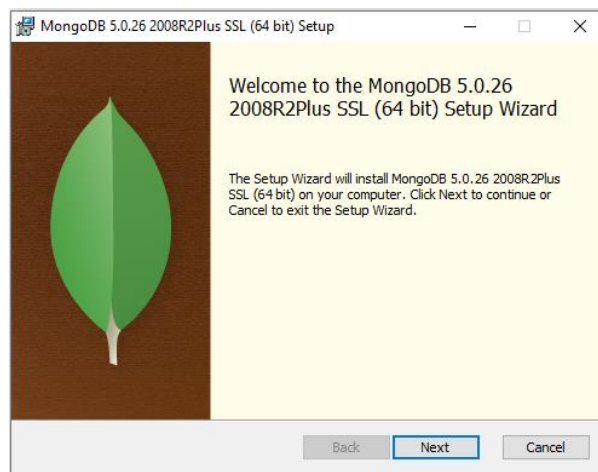 MongoDB 5.0.26 2008R2Plus SSL (64 bit) Setup
Welcome to the MongoDB 5.0.26
2008R2Plus SSL (64 bit) Setup Wizard
The Setup Wizard will install MongoDB 5.0.26 2008R2Plus
SSL (64 bit) on your computer. Click Next to continue or
Cancel to exit the Setup Wizard.
Back Next Cancel